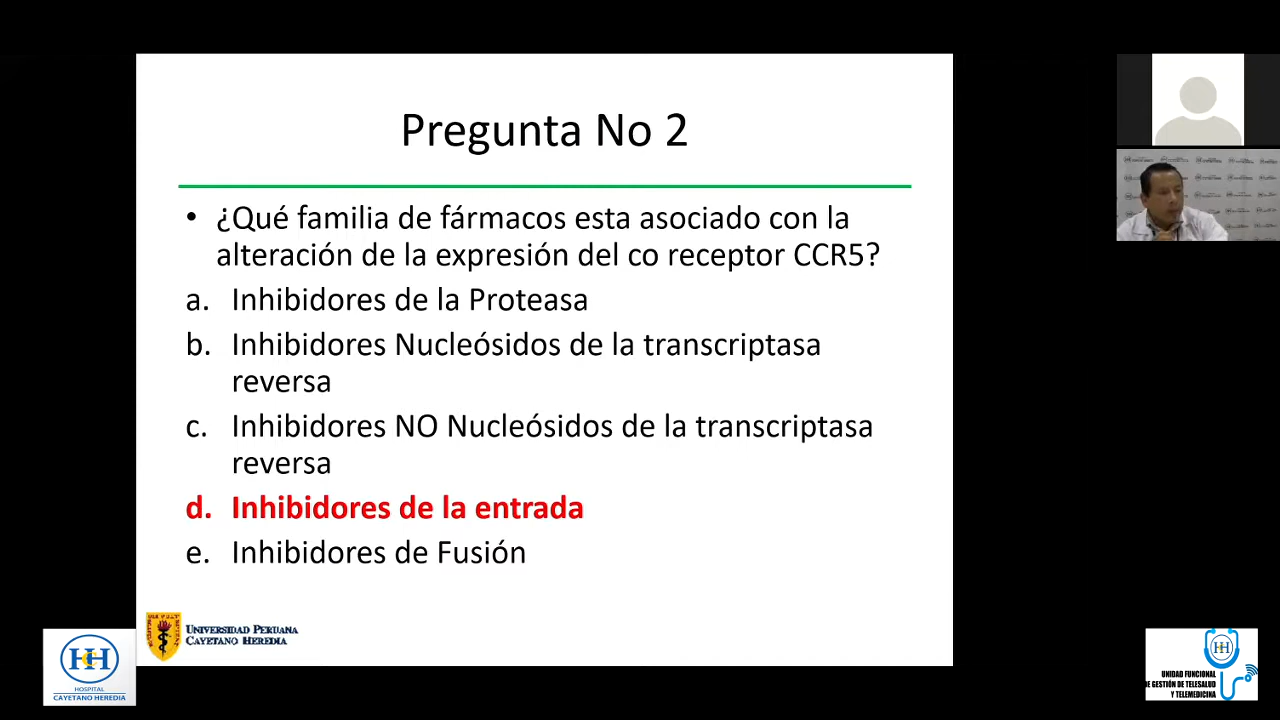 Pregunta No 2
• ¿Qué familia de fármacos esta asociado con la
alteración de la expresión del co receptor CCR5?
a. Inhibidores de la Proteasa
b. Inhibidores Nucleósidos de la transcriptasa
reversa
c. Inhibidores NO Nucleósidos de la transcriptasa
reversa
d. Inhibidores de la entrada
e. Inhibidores de Fusión
UNIVERSIDAD PERUANA
CAYETANO HEREDIA
HOSPITAL
CAYETANO HEREDIA
UNIDAD FUNCIONAL
DE GESTIÓN DE TELESALUD
Y TELEMEDICINA